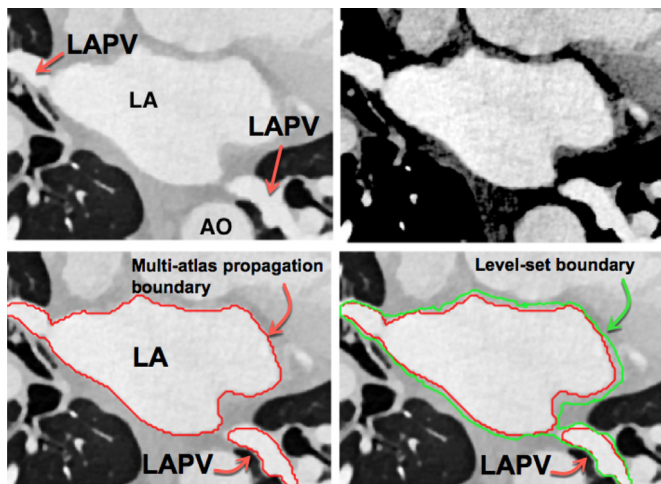 LAPV
LA
LAPV
AO
Multi-atlas propagation
boundary
LA
LAPV
Level-set boundary
LAPV